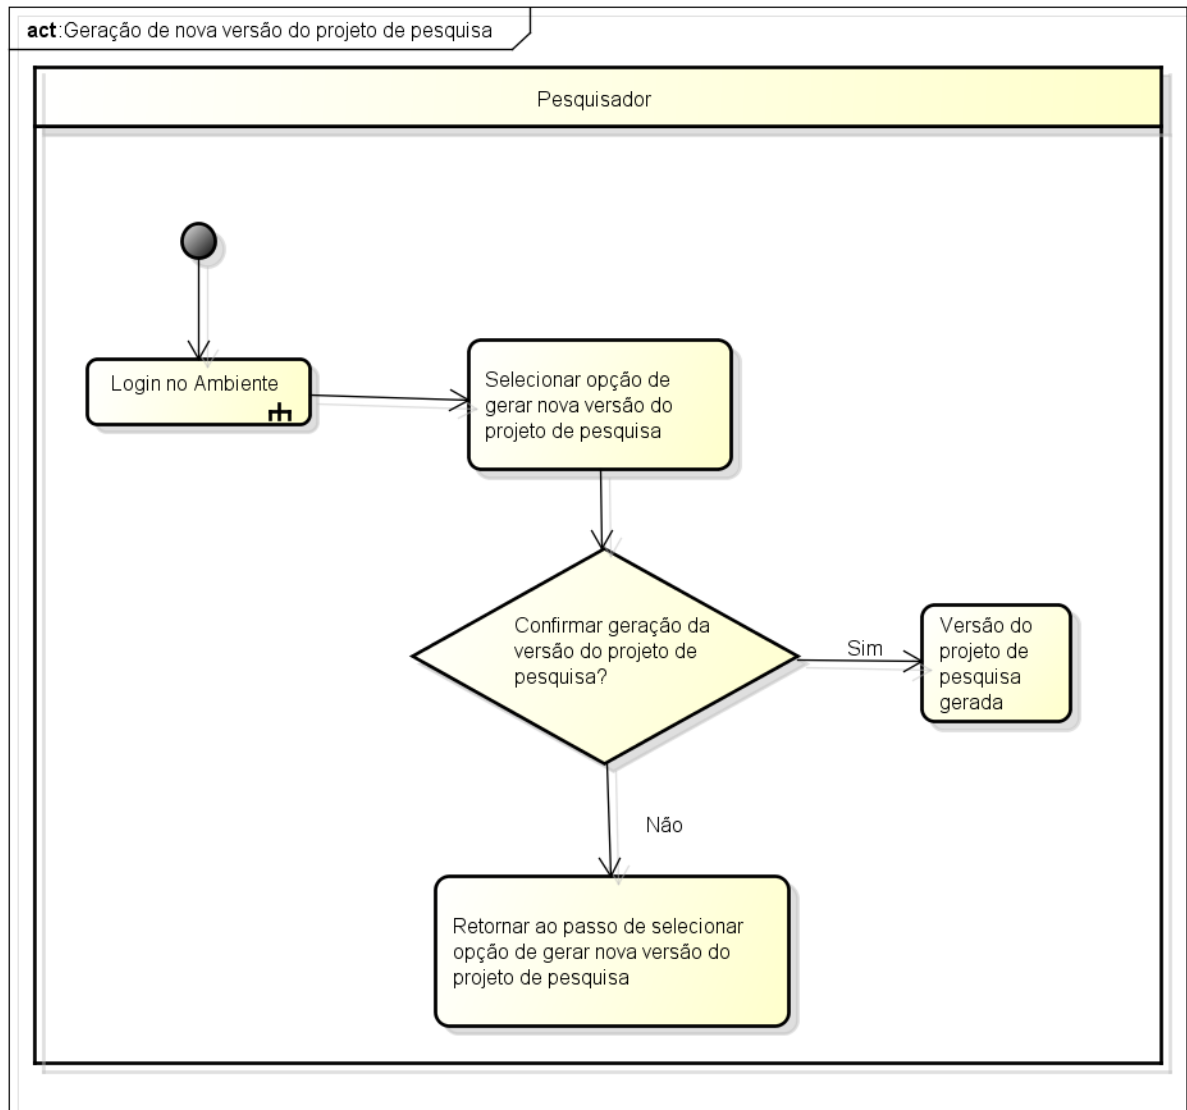 act:Geração de nova versão do projeto de pesquisa
Pesquisador
Login no Ambiente
Selecionar opção de
gerar nova versão do
projeto de pesquisa
Confirmar geração da
versão do projeto de
pesquisa?
Sim
Versão do
projeto de
pesquisa
gerada
Não
Retornar ao passo de selecionar
opção de gerar nova versão do
projeto de pesquisa